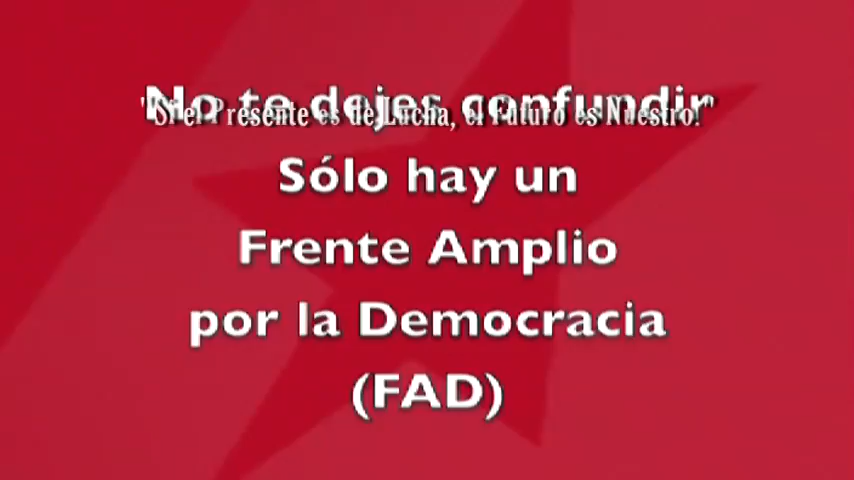 No te dejes confundir
"Si el Presente es de Lucha, el Futuro es Nuestro."
Sólo hay un
Frente Amplio
por la Democracia
(FAD)